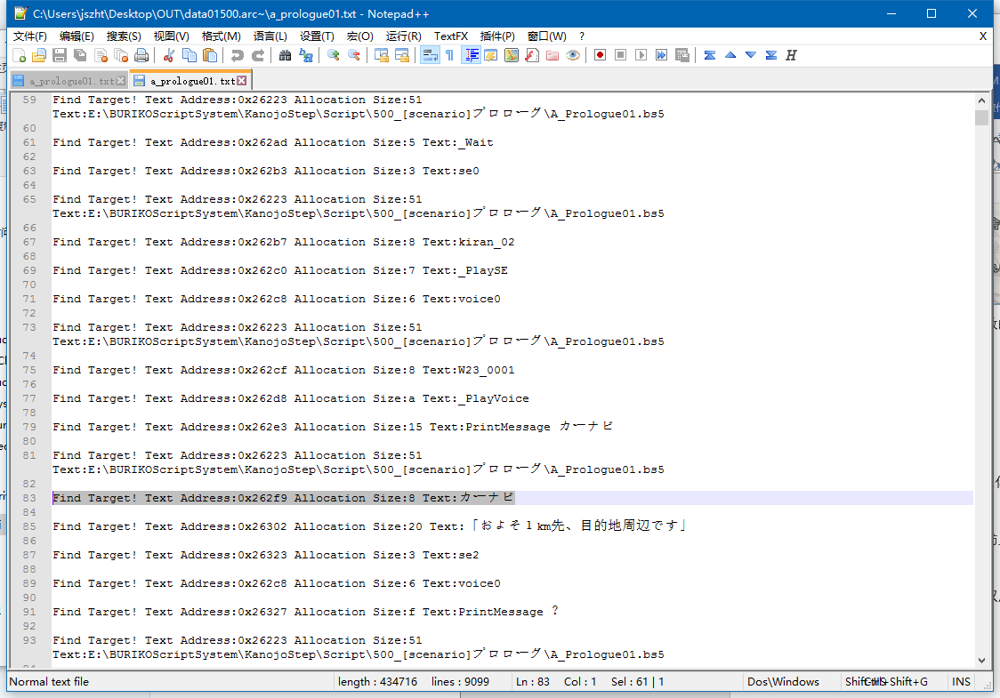 C:\Users\jszht\Desktop\OUT\data01500.arc~\a_prologue01.txt - Notepad++
文件(F) 编辑(E) 搜索(S) 视图(V) 格式(M) 语言(L) 设置(T) 宏(O) 运行(R) TextFX 插件(P) 窗口(W) ? X
a_prologue01.txt a_prologue01.txt
59 Find Target! Text Address:0x26223 Allocation Size:51
Text:E:\BURIKOScriptSystem\KanojoStep\Script\500_[scenario]プロローグ\A_Prologue01.bs5
60
61 Find Target! Text Address:0x262ad Allocation Size:5 Text:_Wait
62
63 Find Target! Text Address:0x262b3 Allocation Size:3 Text:se0
64
65 Find Target! Text Address:0x26223 Allocation Size:51
Text:E:\BURIKOScriptSystem\KanojoStep\Script\500_[scenario]プロローグ\A_Prologue01.bs5
66
67 Find Target! Text Address:0x262b7 Allocation Size:8 Text:kiran_02
68
69 Find Target! Text Address:0x262c0 Allocation Size:7 Text:_PlaySE
70
71 Find Target! Text Address:0x262c8 Allocation Size:6 Text:voice0
72
73 Find Target! Text Address:0x26223 Allocation Size:51
Text:E:\BURIKOScriptSystem\KanojoStep\Script\500_[scenario]プロローグ\A_Prologue01.bs5
74
75 Find Target! Text Address:0x262cf Allocation Size:8 Text:W23_0001
76
77 Find Target! Text Address:0x262d8 Allocation Size:a Text:_PlayVoice
78
79 Find Target! Text Address:0x262e3 Allocation Size:15 Text:PrintMessage カーナビ
80
81 Find Target! Text Address:0x26223 Allocation Size:51
Text:E:\BURIKOScriptSystem\KanojoStep\Script\500_[scenario]プロローグ\A_Prologue01.bs5
82
83 Find Target! Text Address:0x262f9 Allocation Size:8 Text:カーナビ
84
85 Find Target! Text Address:0x26302 Allocation Size:20 Text:「およそ１km先、目的地周辺です」
86
87 Find Target! Text Address:0x26323 Allocation Size:3 Text:se2
88
89 Find Target! Text Address:0x262c8 Allocation Size:6 Text:voice0
90
91 Find Target! Text Address:0x26327 Allocation Size:f Text:PrintMessage ？
92
93 Find Target! Text Address:0x26223 Allocation Size:51
Text:E:\BURIKOScriptSystem\KanojoStep\Script\500_[scenario]プロローグ\A_Prologue01.bs5
Normal text file length : 434716 lines : 9099 Ln : 83 Col : 1 Sel : 61 | 1 Dos\Windows INS